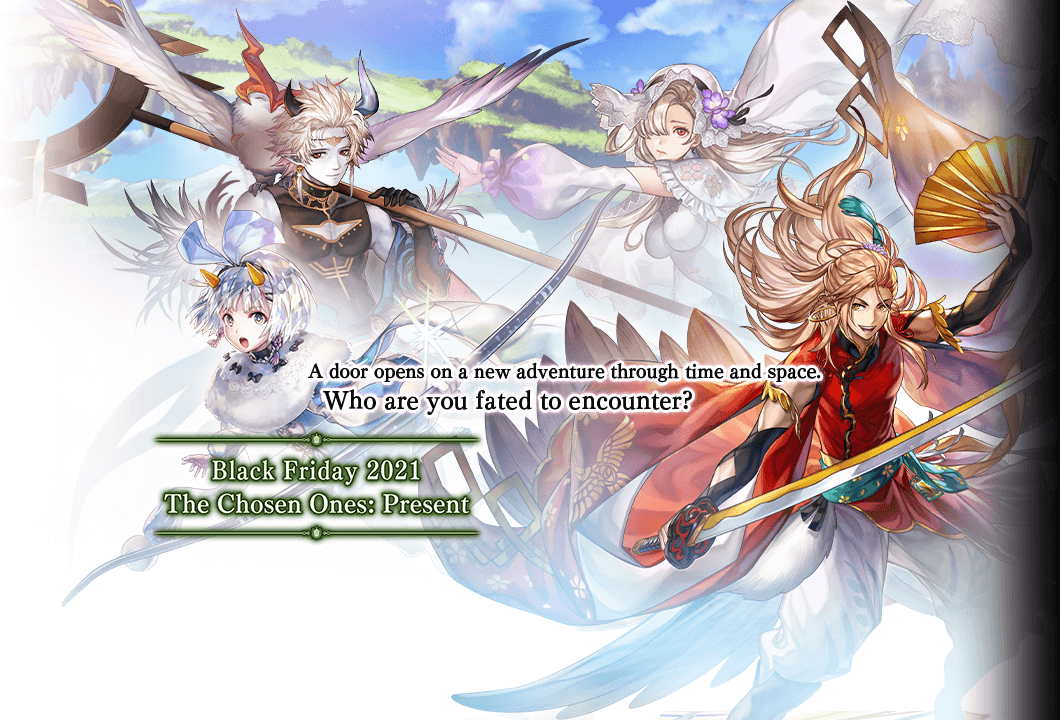 A door opens on a new adventure through time and space.
Who are you fated to encounter?
Black Friday 2021
The Chosen Ones: Present